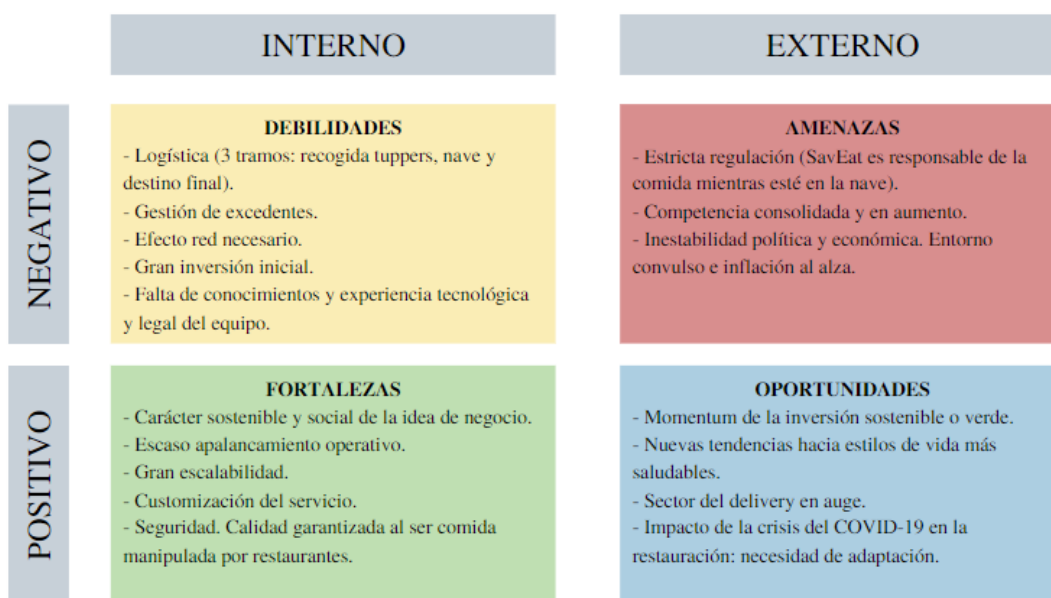 INTERNO
EXTERNO
NEGATIVO
DEBILIDADES
- Logística (3 tramos: recogida tuppers, nave y
destino final).
- Gestión de excedentes.
- Efecto red necesario.
- Gran inversión inicial.
- Falta de conocimientos y experiencia tecnológica
y legal del equipo.
AMENAZAS
- Estricta regulación (SavEat es responsable de la
comida mientras esté en la nave).
- Competencia consolidada y en aumento.
- Inestabilidad política y económica. Entorno
convulso e inflación al alza.
POSITIVO
FORTALEZAS
- Carácter sostenible y social de la idea de negocio.
- Escaso apalancamiento operativo.
- Gran escalabilidad.
- Customización del servicio.
- Seguridad. Calidad garantizada al ser comida
manipulada por restaurantes.
OPORTUNIDADES
- Momentum de la inversión sostenible o verde.
- Nuevas tendencias hacia estilos de vida más
saludables.
- Sector del delivery en auge.
- Impacto de la crisis del COVID-19 en la
restauración: necesidad de adaptación.